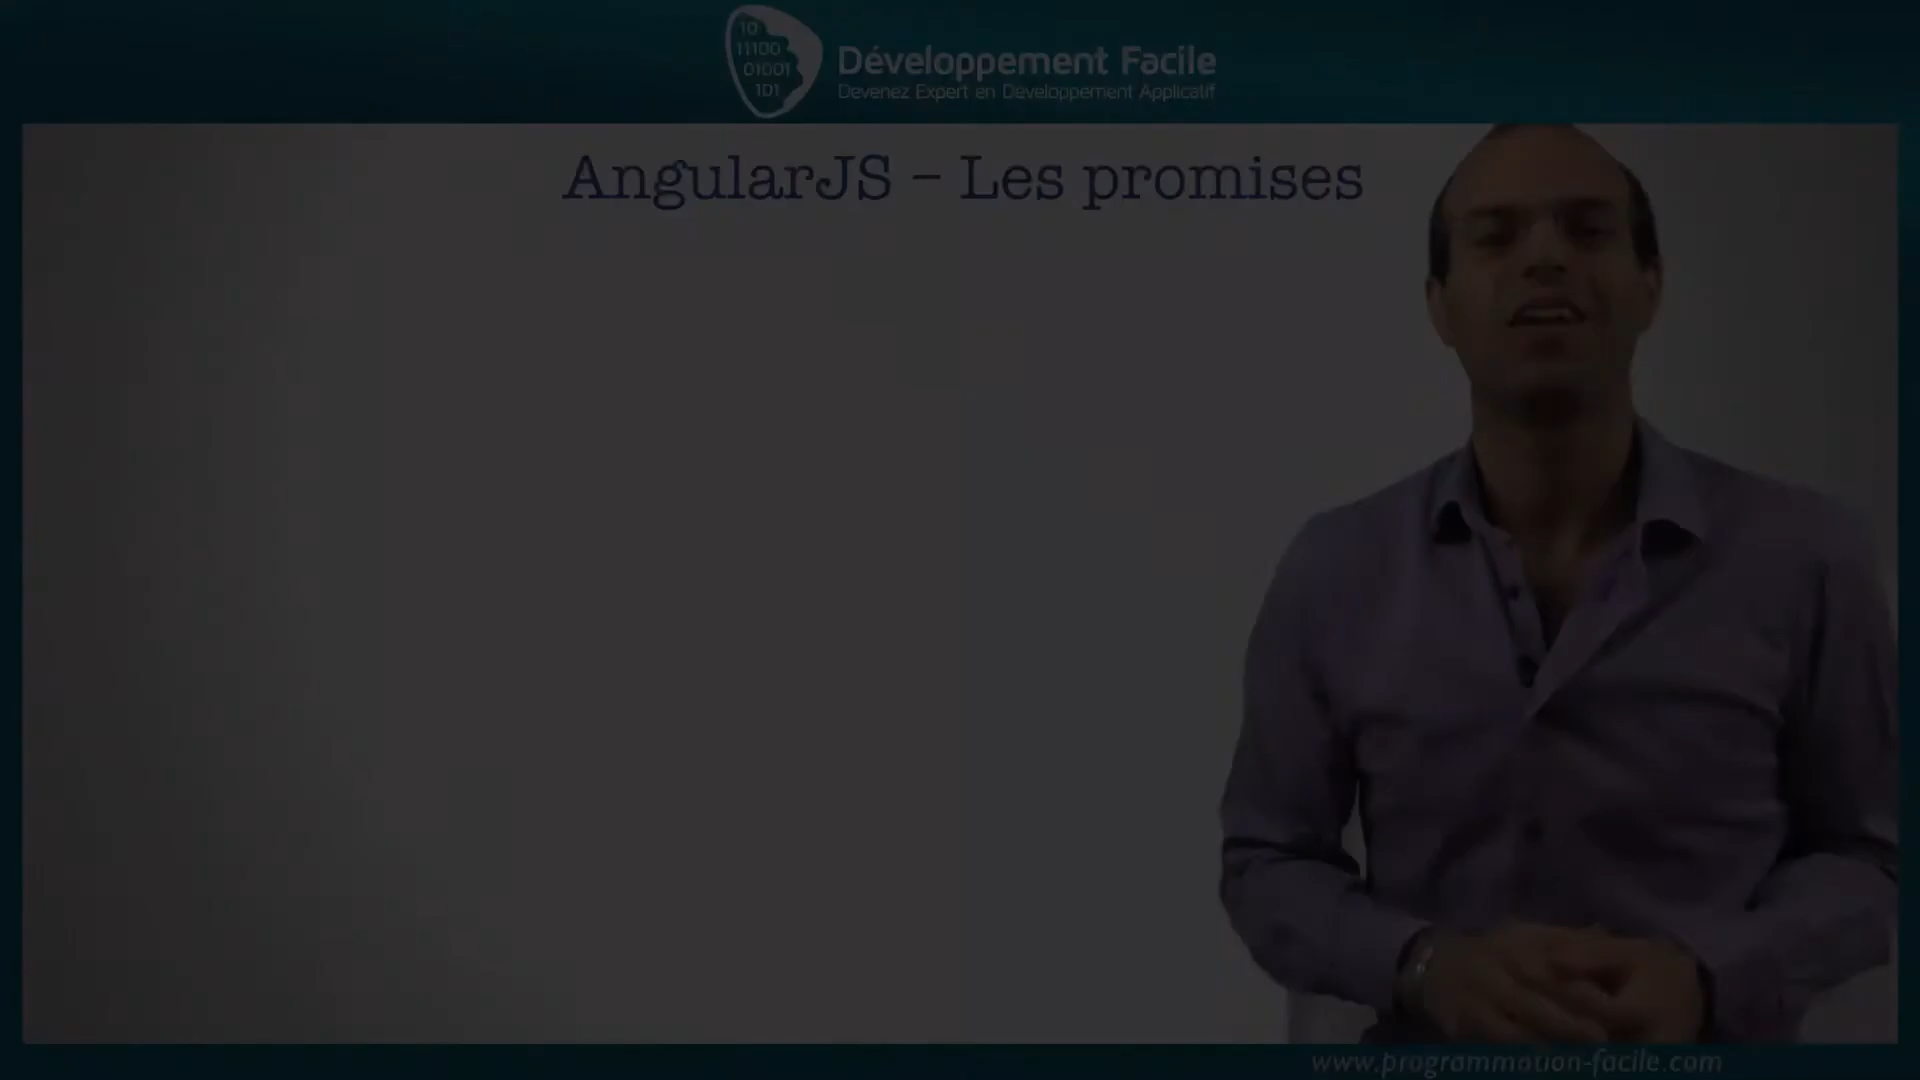 10
11100
01001
101
Développement Facile
Devenez Expert en Développement Applicatif
AngularJS - Les promises
www.programmation-facile.com